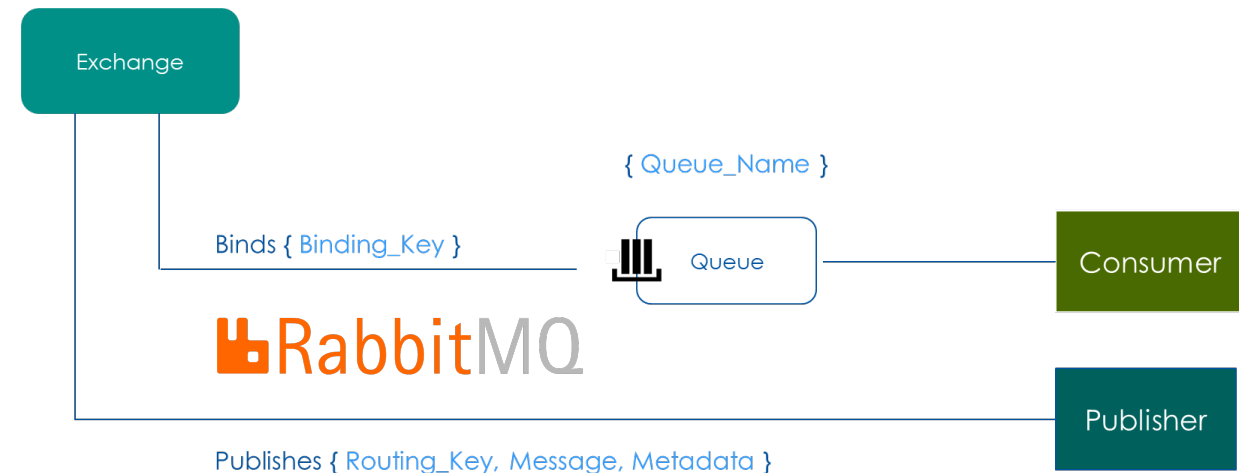 Exchange
{ Queue_Name }
Binds { Binding_Key }
Queue
Consumer
RabbitMQ
Publisher
Publishes { Routing_Key, Message, Metadata }